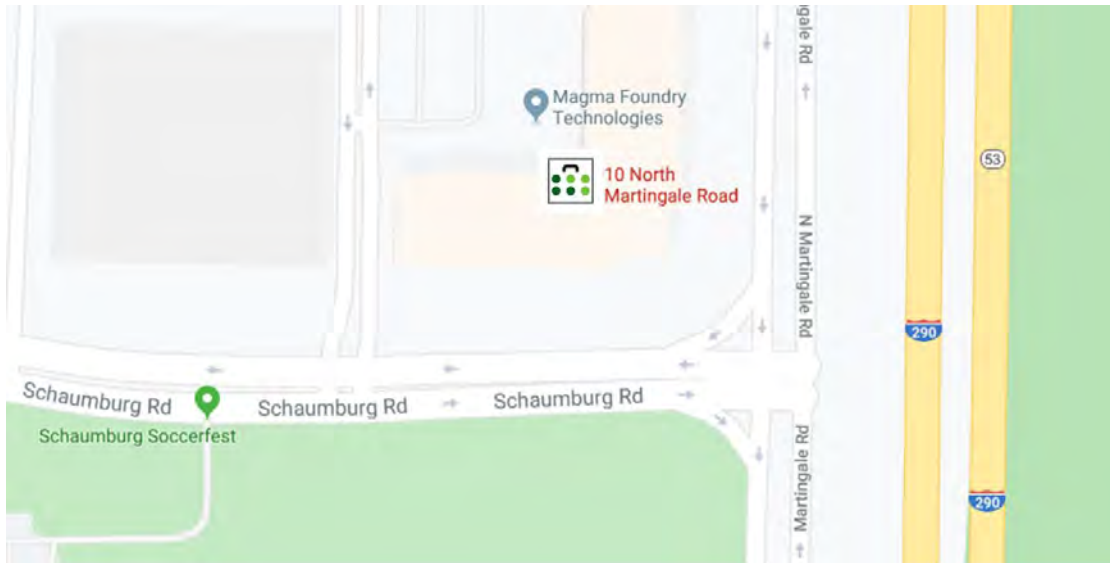 ngale Rd
Magma Foundry
Technologies
53
10 North
Martingale Road
N Martingale Rd
290
Schaumburg Rd
Schaumburg Rd
Schaumburg Rd
Schaumburg Soccerfest
Martingale Rd
290